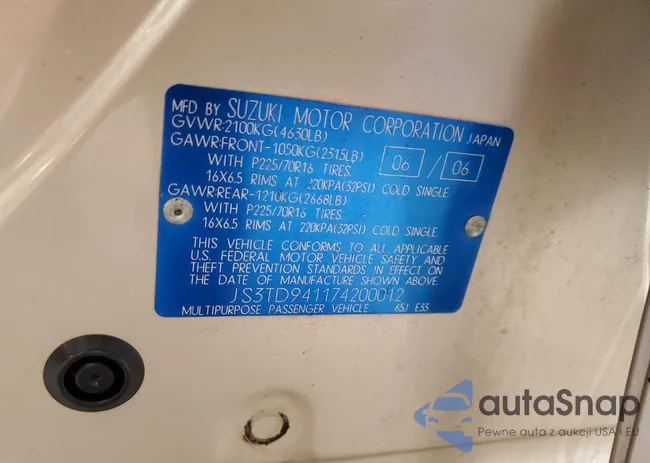 MFD BY SUZUKI MOTOR CORPORATION JAPAN
GVWR:2100KG(4630LB)
GAWR:FRONT-1050KG(2315LB) 06 / 06
WITH P225/70R16 TIRES
16X6.5 RIMS AT 220KPA(32PSI) COLD SINGLE
GAWR:REAR-1210KG(2668LB)
WITH P225/70R16 TIRES
16X6.5 RIMS AT 220KPA(32PSI) COLD SINGLE
THIS VEHICLE CONFORMS TO ALL APPLICABLE
U.S. FEDERAL MOTOR VEHICLE SAFETY AND
THEFT PREVENTION STANDARDS IN EFFECT ON
THE DATE OF MANUFACTURE SHOWN ABOVE.
JS3TD941174200012
MULTIPURPOSE PASSENGER VEHICLE 65J E33
autaSnap
Pewne auta z aukcji USA i EU